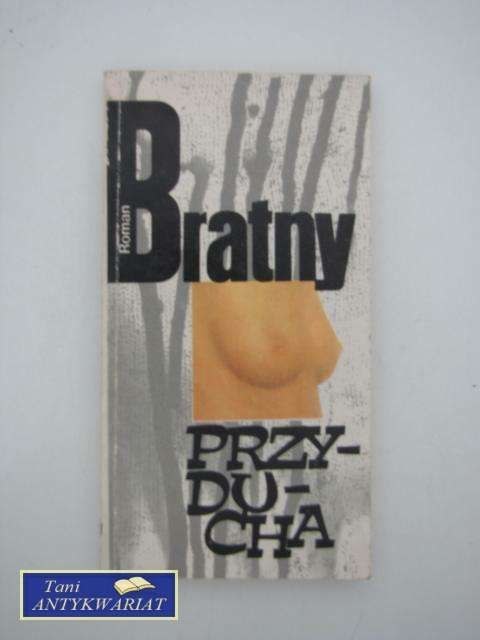 Roman
Bratny
PRZY-
DU-
CHA
Tani
ANTYKWARIAT